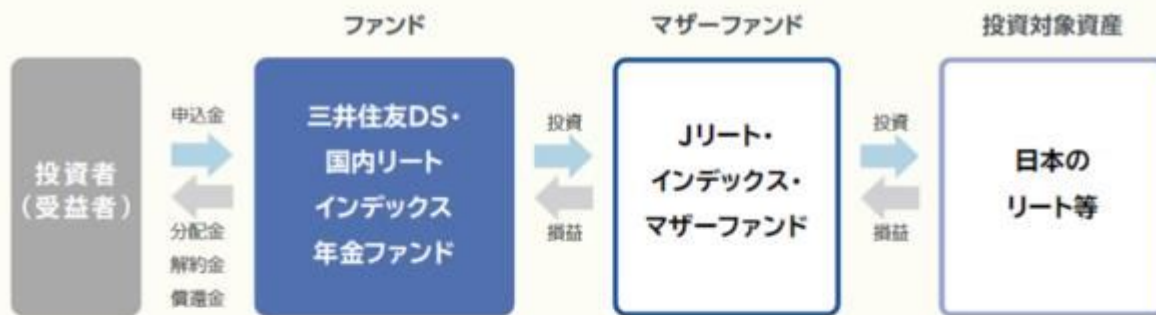 ファンド
マザーファンド
投資対象資産
投資者
(受益者)
申込金
分配金
解約金
償還金
三井住友DS・
国内リート
インデックス
年金ファンド
投資
損益
Jリート・
インデックス・
マザーファンド
投資
損益
日本の
リート等